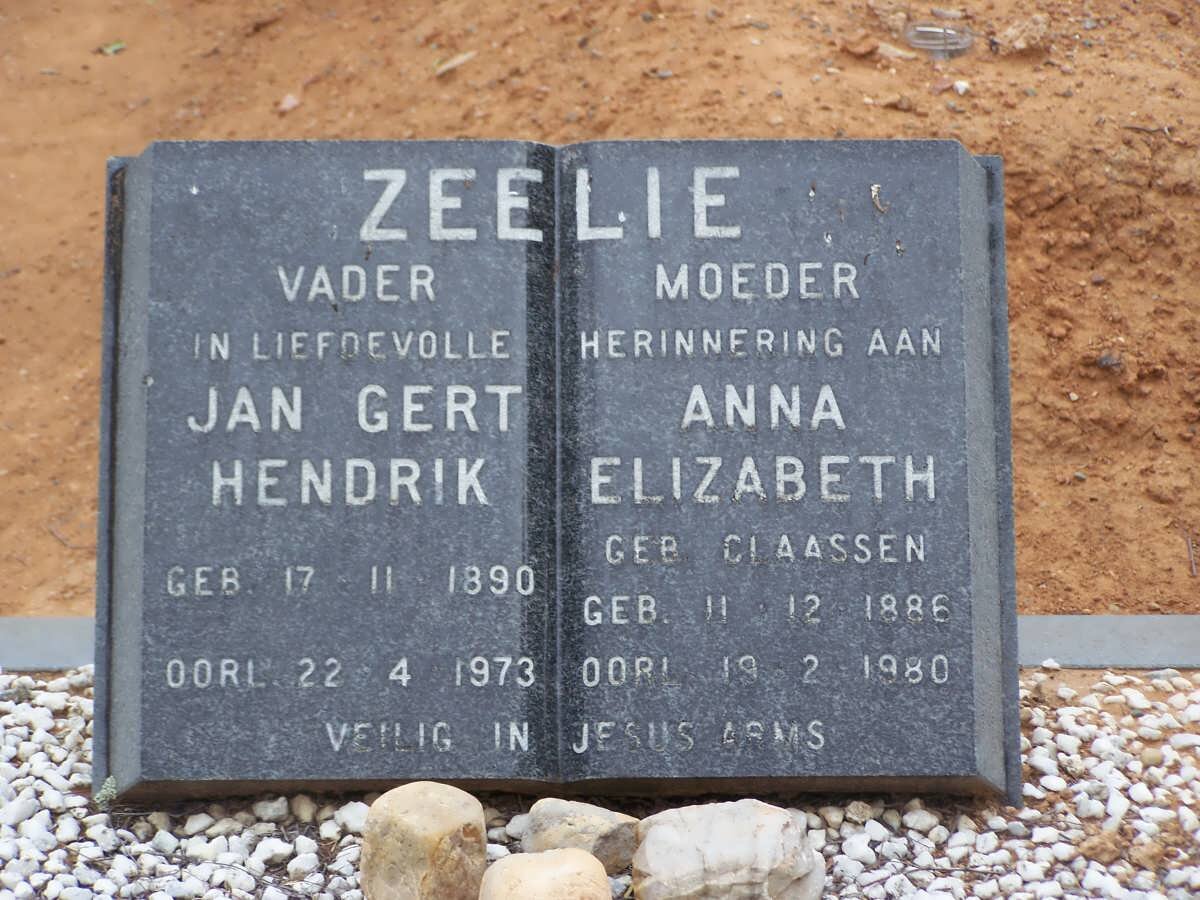 ZEELIE
VADER MOEDER
IN LIEFDEVOLLE HERINNERING AAN
JAN GERT
HENDRIK
GEB. 17 11 1890
OORL. 22 4 1973
ANNA
ELIZABETH
GEB. CLAASSEN
GEB. 11 12 1886
OORL. 19 2 1980
VEILIG IN JESUS ARMS